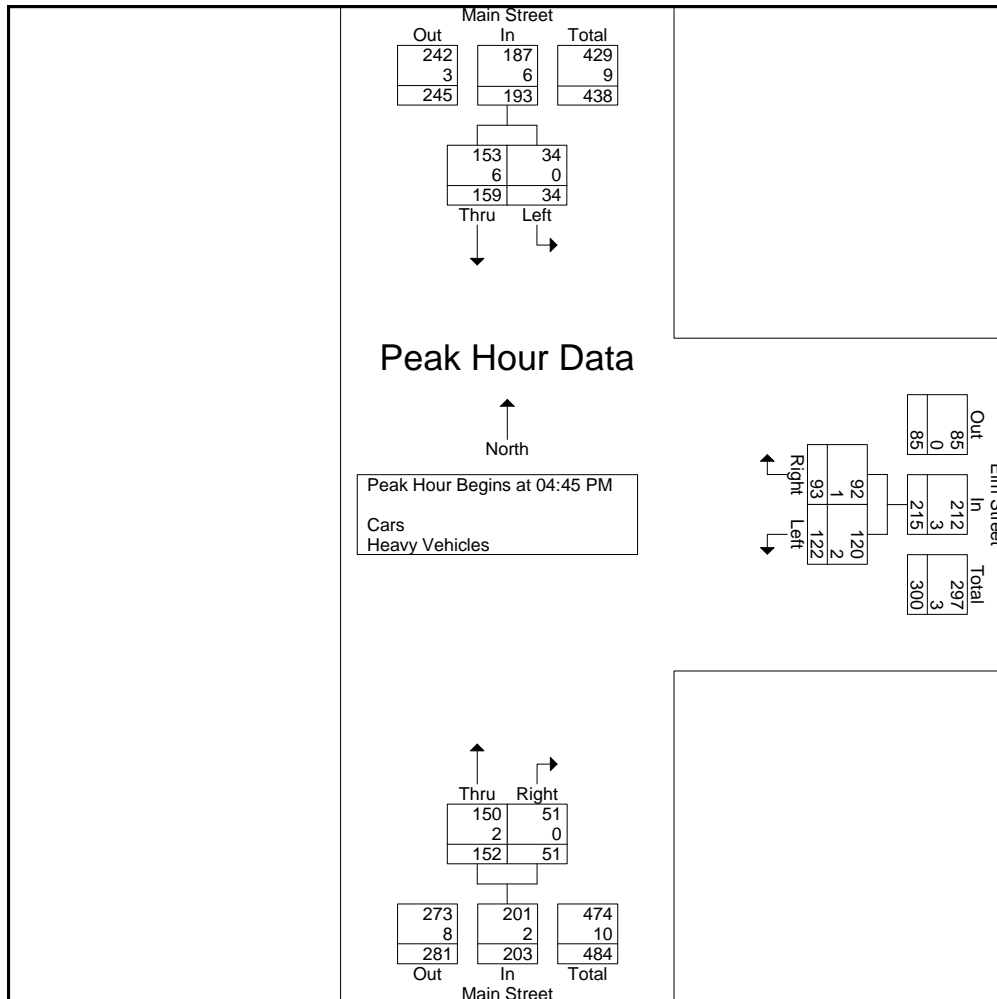 Main Street
Out In Total
242 187 429
3 6 9
245 193 438
153 34
6 0
159 34
Thru Left
Peak Hour Data
North
Peak Hour Begins at 04:45 PM
Cars
Heavy Vehicles
Elm Street
Out In Total
85 212 297
0 3 3
85 215 300
92 120
1 2
93 122
Right Left
Thru Right
150 51
2 0
152 51
273 201 474
8 2 10
281 203 484
Out In Total
Main Street